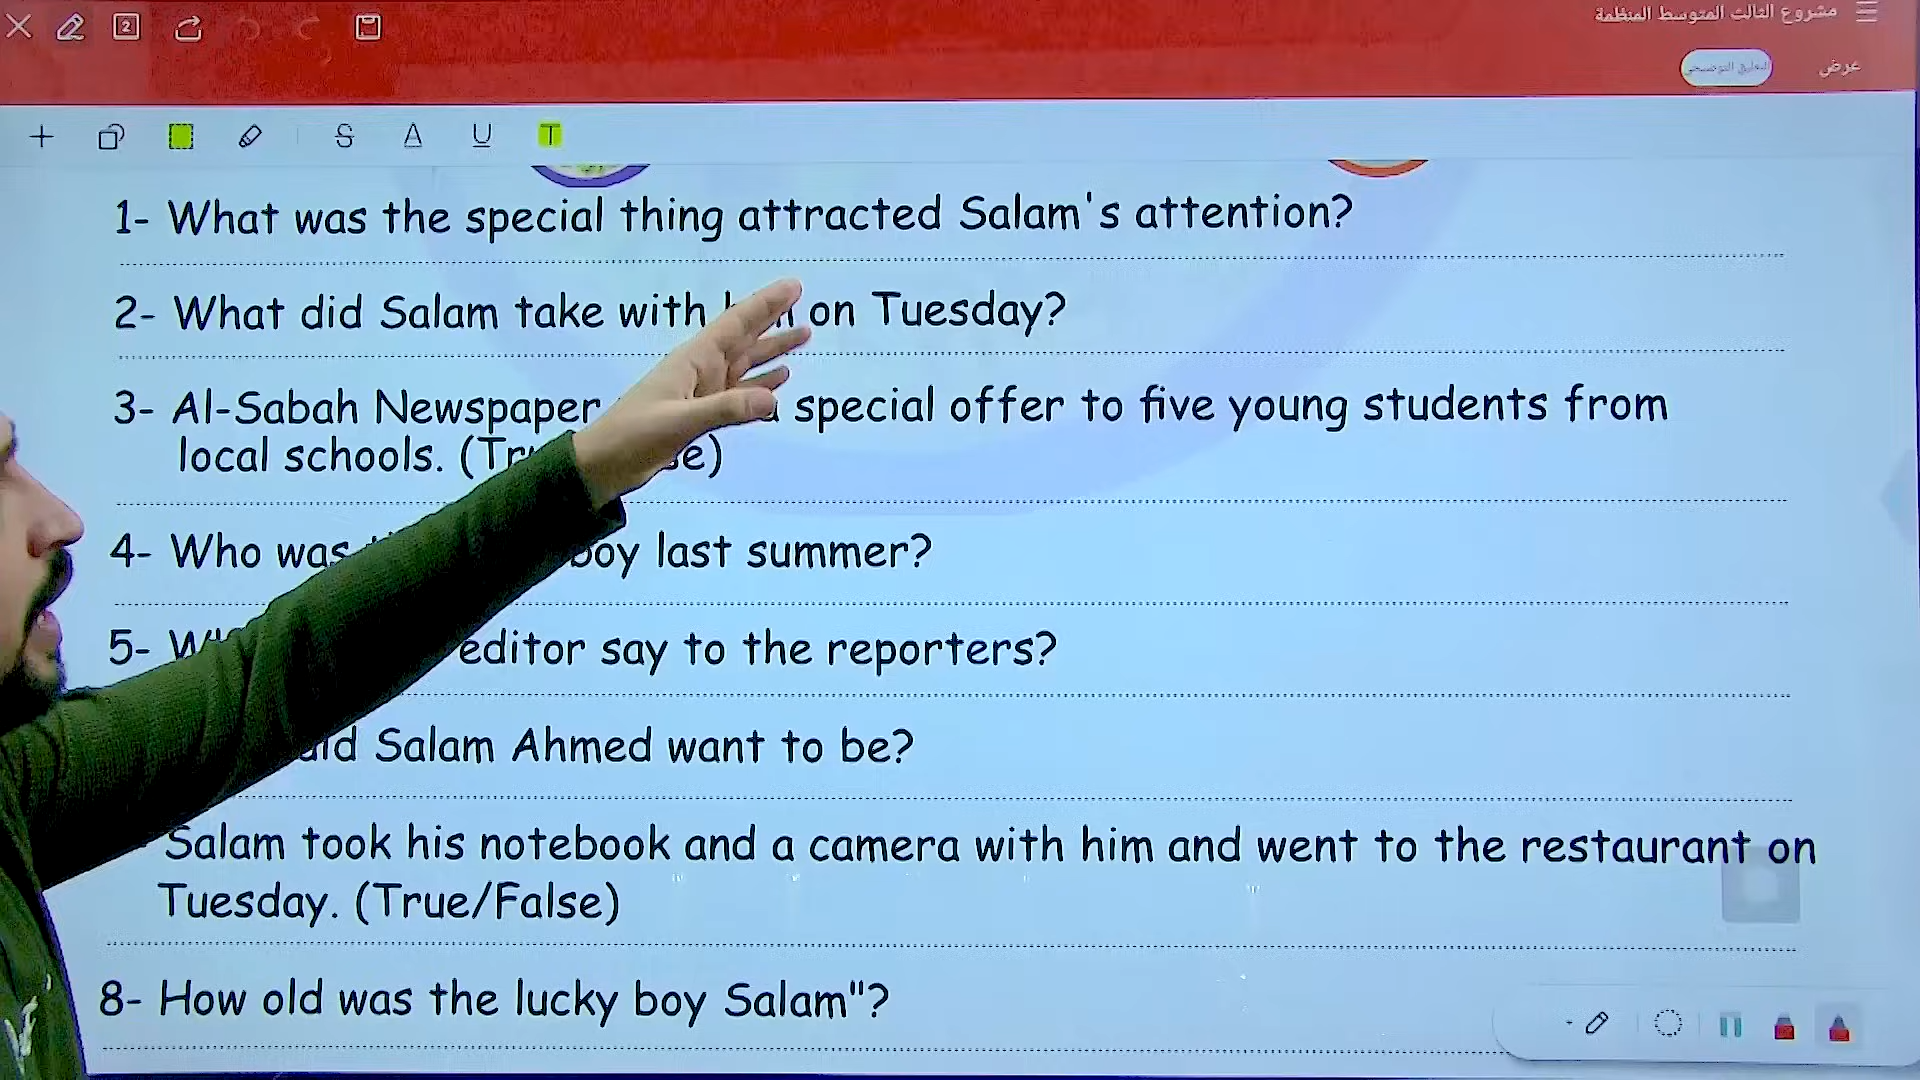 مشروع الثالث المتوسط المنظمة
عرض
التعليق التوضيحي
1- What was the special thing attracted Salam's attention?
2- What did Salam take with on Tuesday?
3- Al-Sabah Newspaper special offer to five young students from
local schools. (
4- Who was boy last summer?
5- editor say to the reporters?
Salam Ahmed want to be?
Salam took his notebook and a camera with him and went to the restaurant on
Tuesday. (True/False)
8- How old was the lucky boy Salam"?